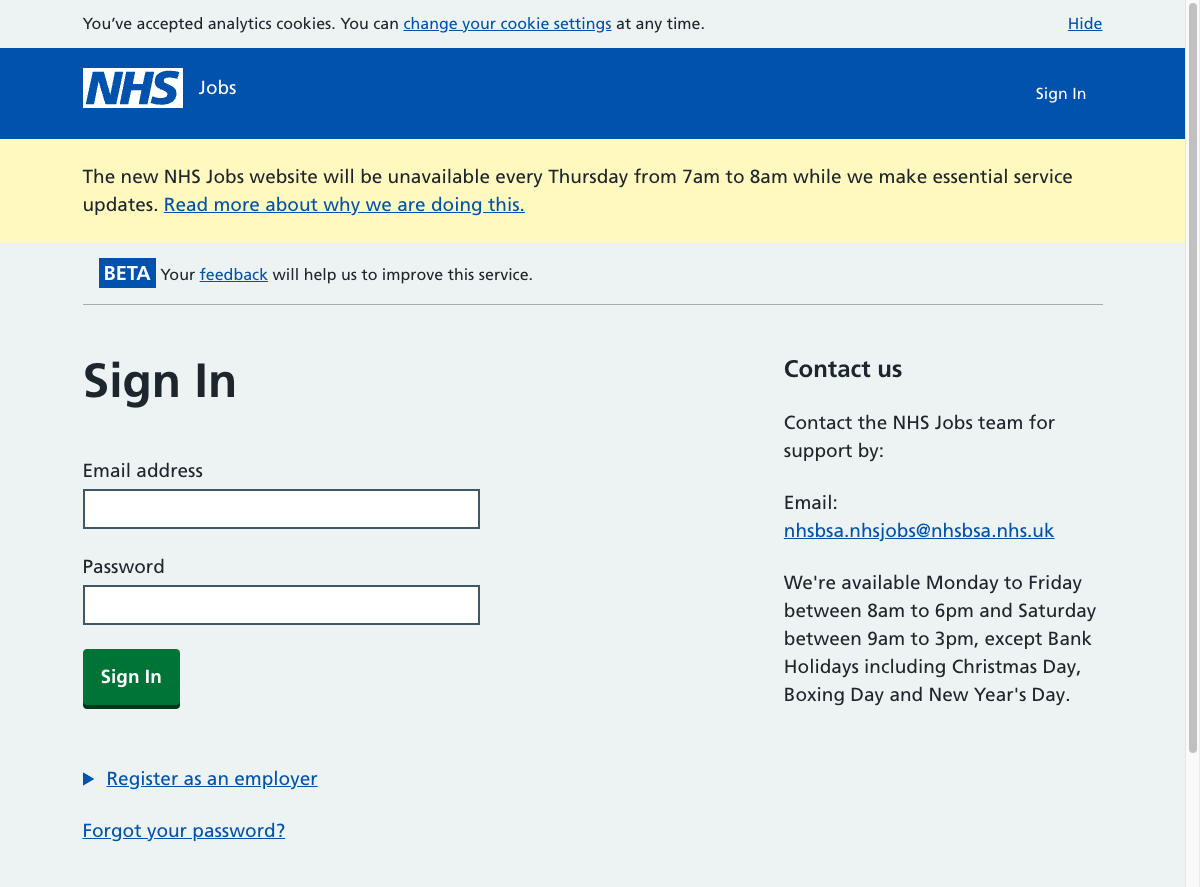 You’ve accepted analytics cookies. You can change your cookie settings at any time.
Hide
NHS Jobs
Sign In
The new NHS Jobs website will be unavailable every Thursday from 7am to 8am while we make essential service
updates. Read more about why we are doing this.
BETA Your feedback will help us to improve this service.
Sign In
Email address
Password
Sign In
Register as an employer
Forgot your password?
Contact us
Contact the NHS Jobs team for
support by:
Email:
nhsbsa.nhsjobs@nhsbsa.nhs.uk
We're available Monday to Friday
between 8am to 6pm and Saturday
between 9am to 3pm, except Bank
Holidays including Christmas Day,
Boxing Day and New Year's Day.